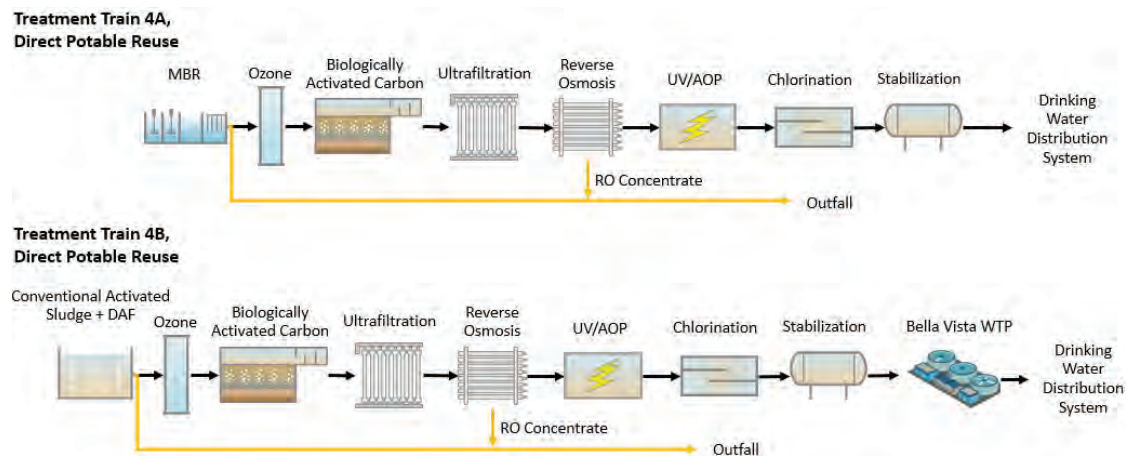 Treatment Train 4A,
Direct Potable Reuse
MBR
Ozone
Biologically
Activated Carbon
Ultrafiltration
Reverse
Osmosis
UV/AOP
Chlorination
Stabilization
Drinking
Water
Distribution
System
RO Concentrate
Outfall
Treatment Train 4B,
Direct Potable Reuse
Conventional Activated
Sludge + DAF
Ozone
Biologically
Activated Carbon
Ultrafiltration
Reverse
Osmosis
UV/AOP
Chlorination
Stabilization
Bella Vista WTP
Drinking
Water
Distribution
System
RO Concentrate
Outfall